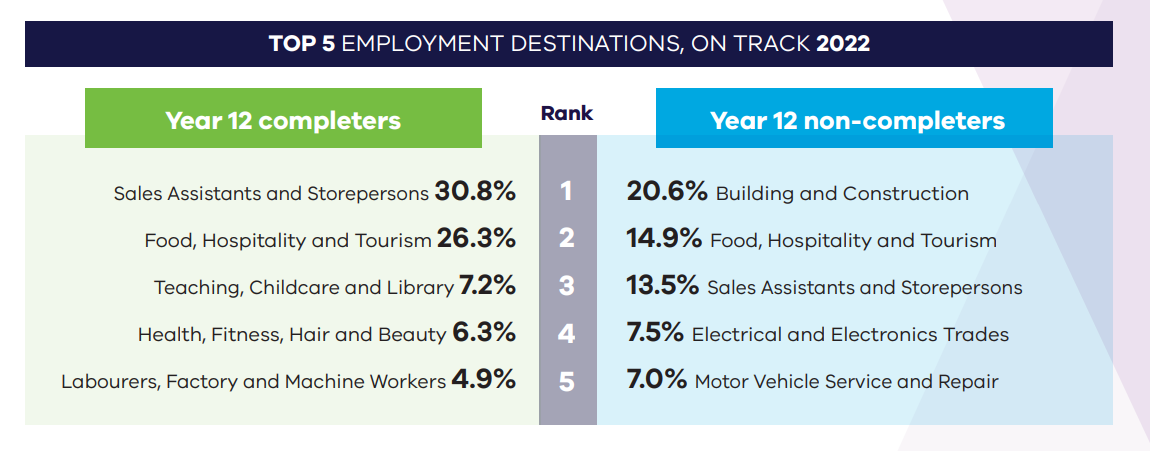 TOP 5 EMPLOYMENT DESTINATIONS, ON TRACK 2022
Year 12 completers
Rank
Year 12 non-completers
Sales Assistants and Storepersons 30.8% 1 20.6% Building and Construction
Food, Hospitality and Tourism 26.3% 2 14.9% Food, Hospitality and Tourism
Teaching, Childcare and Library 7.2% 3 13.5% Sales Assistants and Storepersons
Health, Fitness, Hair and Beauty 6.3% 4 7.5% Electrical and Electronics Trades
Labourers, Factory and Machine Workers 4.9% 5 7.0% Motor Vehicle Service and Repair